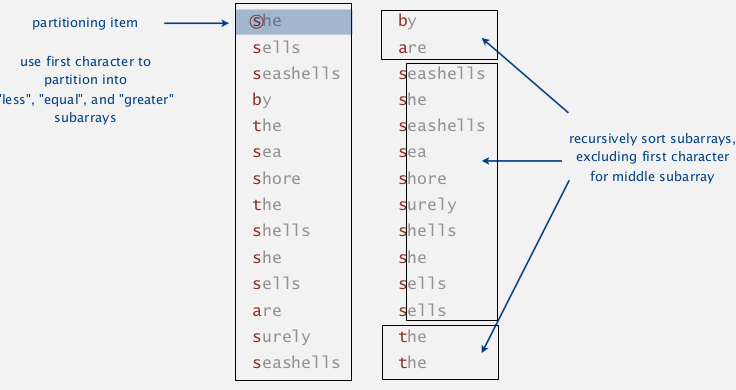 partitioning item
use first character to
partition into
"less", "equal", and "greater"
subarrays
she
sells
seashells
by
the
sea
shore
the
shells
she
sells
are
surely
seashells
by
are
seashells
she
seashells
sea
shore
surely
shells
she
sells
sells
the
the
recursively sort subarrays,
excluding first character
for middle subarray